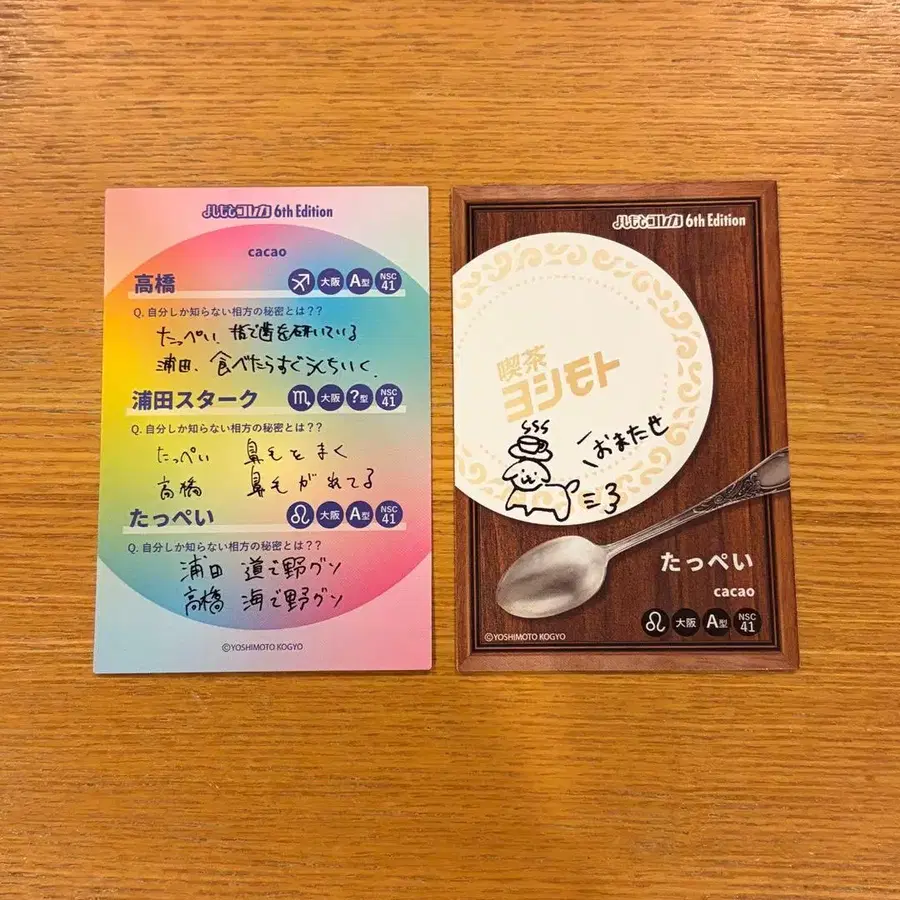 よしもとコレカ 6th Edition
cacao
高橋 大阪 A型 NSC 41
Q. 自分しか知らない相方の秘密とは??
たっぺい 指で歯を研いている
浦田、食べたらすぐ
浦田スターク 大阪 ?型 NSC 41
Q. 自分しか知らない相方の秘密とは??
たっぺい 鼻毛をまく
高橋 鼻毛がれてる
たっぺい 大阪 A型 NSC 41
Q. 自分しか知らない相方の秘密とは??
浦田 道で野グソ
高橋 海で野グソ
©YOSHIMOTO KOGYO
よしもとコレカ 6th Edition
喫茶
ヨシモト
おまたせ
たっぺい
cacao
大阪 A型 NSC 41
©YOSHIMOTO KOGYO